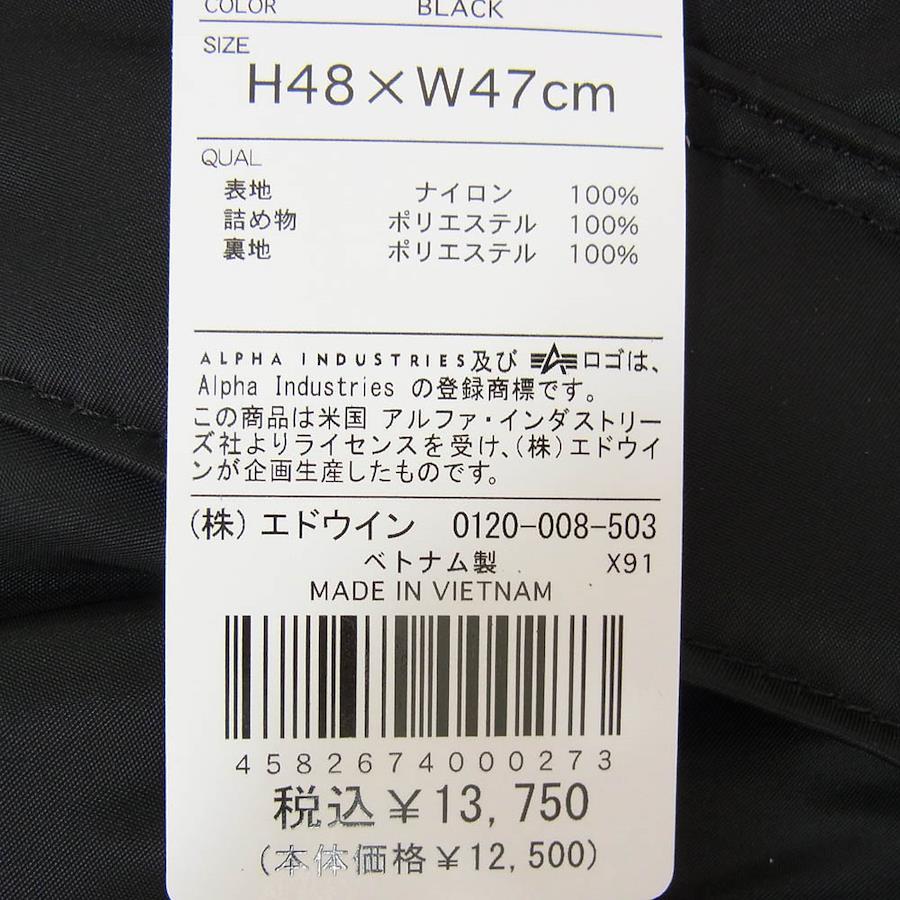 COLOR BLACK
SIZE
H48×W47cm
QUAL
表地 ナイロン 100%
詰め物 ポリエステル 100%
裏地 ポリエステル 100%
ALPHA INDUSTRIES及び ロゴは、
Alpha Industries の登録商標です。
この商品は米国 アルファ・インダストリー
ズ社よりライセンスを受け、(株)エドウイ
ンが企画生産したものです。
(株)エドウイン 0120-008-503
ベトナム製 X91
MADE IN VIETNAM
4582674000273
税込¥13,750
(本体価格¥12,500)